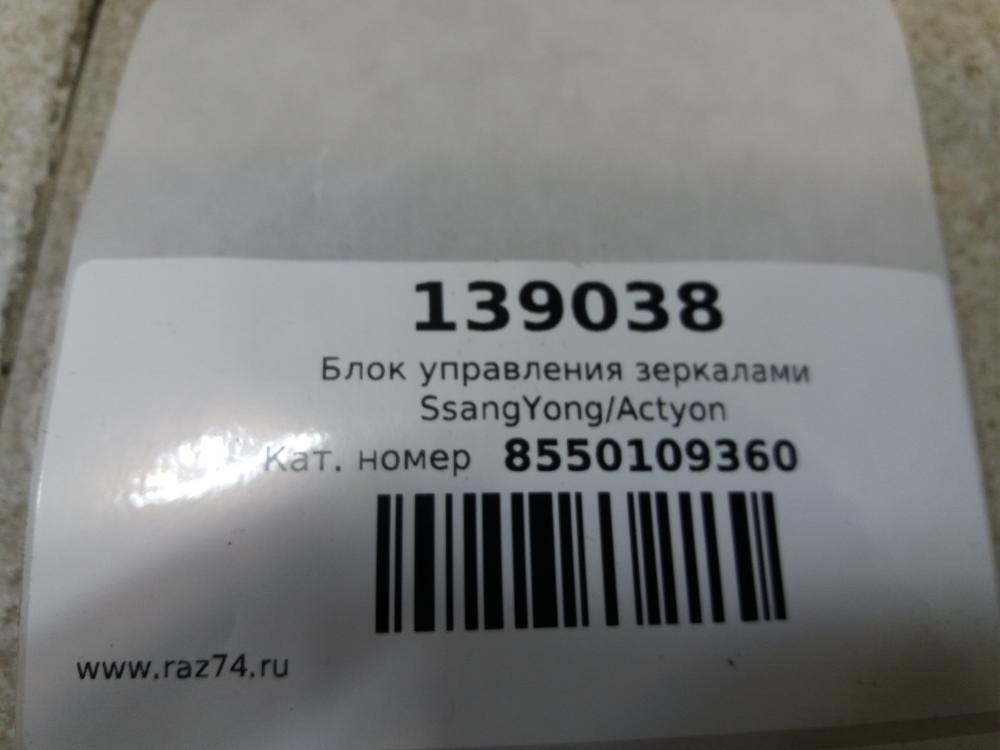 139038
Блок управления зеркалами
SsangYong/Actyon
Кат. номер 8550109360
www.raz74.ru